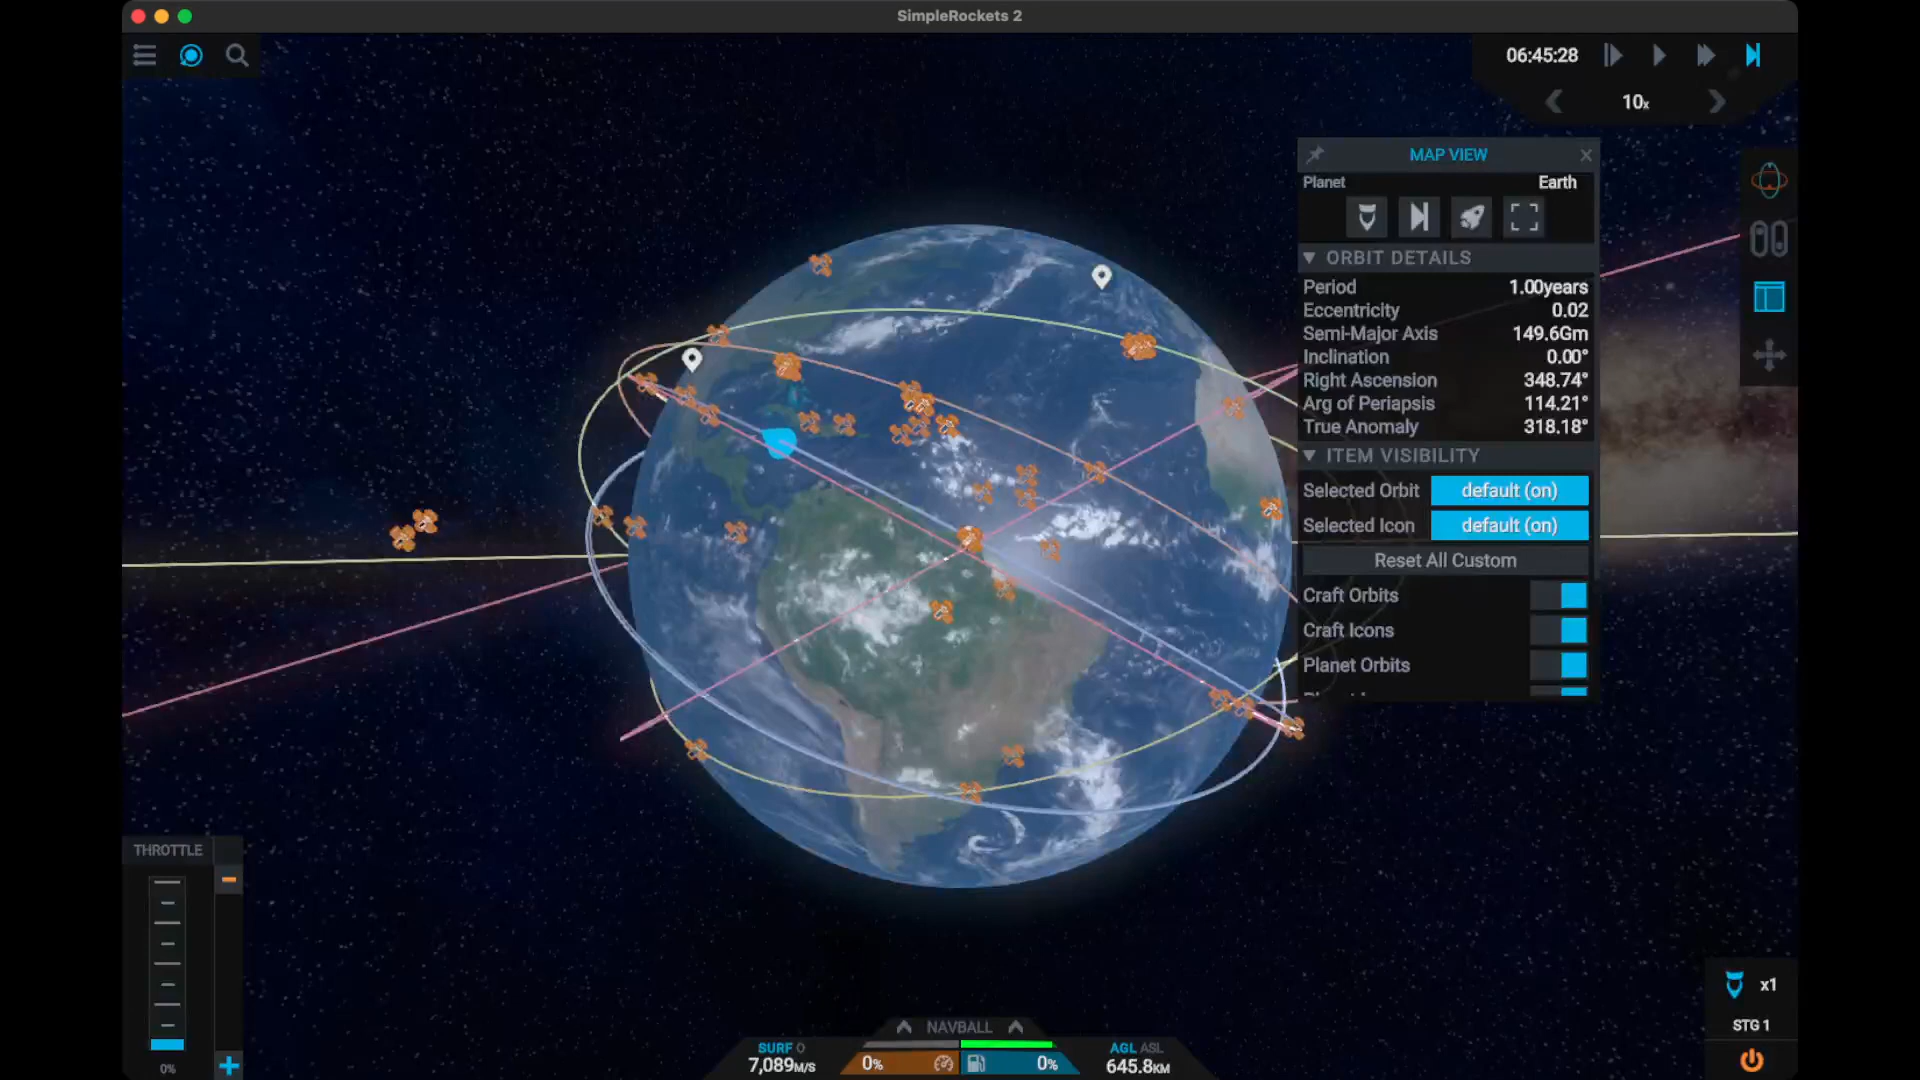 SimpleRockets 2
06:45:28
10x
MAP VIEW
Planet Earth
ORBIT DETAILS
Period 1.00years
Eccentricity 0.02
Semi-Major Axis 149.6Gm
Inclination 0.00°
Right Ascension 348.74°
Arg of Periapsis 114.21°
True Anomaly 318.18°
ITEM VISIBILITY
Selected Orbit default (on)
Selected Icon default (on)
Reset All Custom
Craft Orbits
Craft Icons
Planet Orbits
THROTTLE
0%
NAVBALL
SURF O
7,089M/S
0%
0%
AGL ASL
645.8KM
x1
STG 1